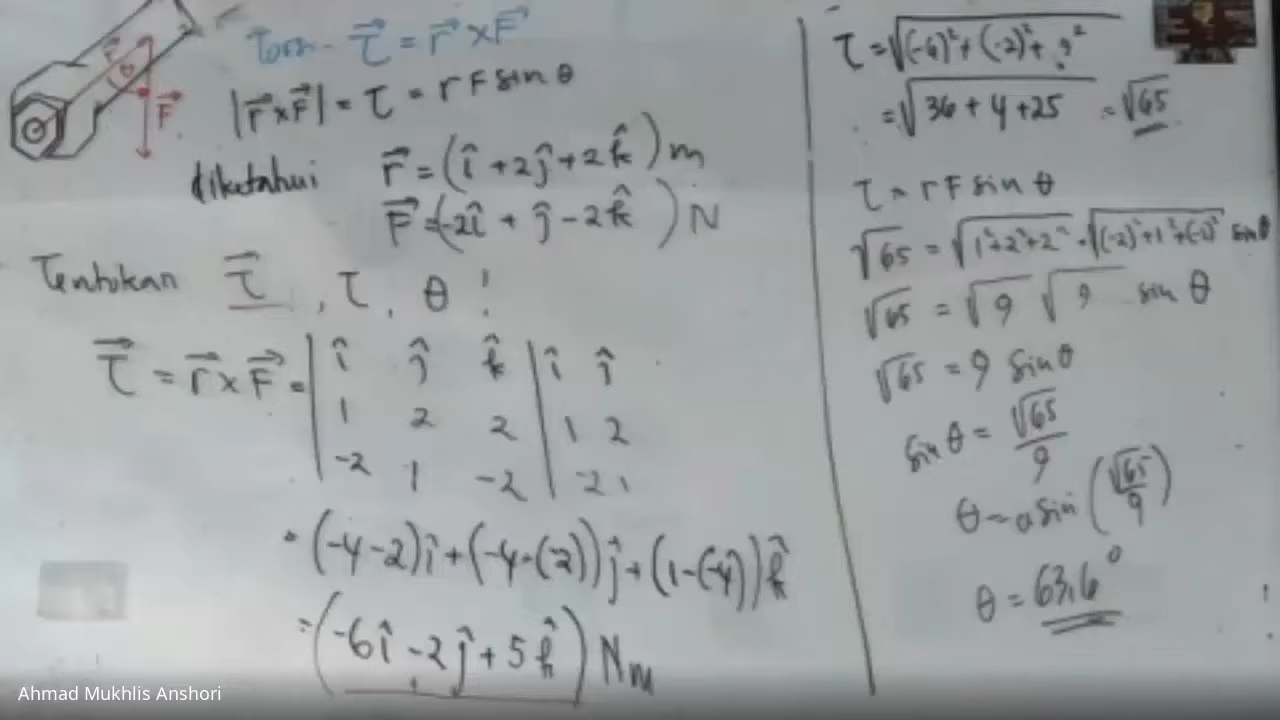 Torsi - τ⃗ = r⃗ × F⃗
|r⃗×F⃗| = τ = r F sin θ
diketahui r⃗ = (î + 2ĵ + 2k̂) m
F⃗ = (-2î + ĵ - 2k̂) N
Tentukan τ⃗, τ, θ !
τ⃗ = r⃗ × F⃗ = | î ĵ k̂ | î ĵ
1 2 2 | 1 2
-2 1 -2 | -2 1
= (-4-2)î + (-4-(-2))ĵ + (1-(-4))k̂
= (-6î - 2ĵ + 5k̂) Nm
r⃗
θ
F⃗
τ = √(-6)² + (-2)² +
= √36 + 4 + 25 = √65
τ = r F sin θ
√65 = √1²+2²+2² · √(-2)²+1²+(-2)² sin θ
√65 = √9 √9 sin θ
√65 = 9 sin θ
sin θ = √65/9
θ = asin (√65/9)
θ = 63,6°
Ahmad Mukhlis Anshori